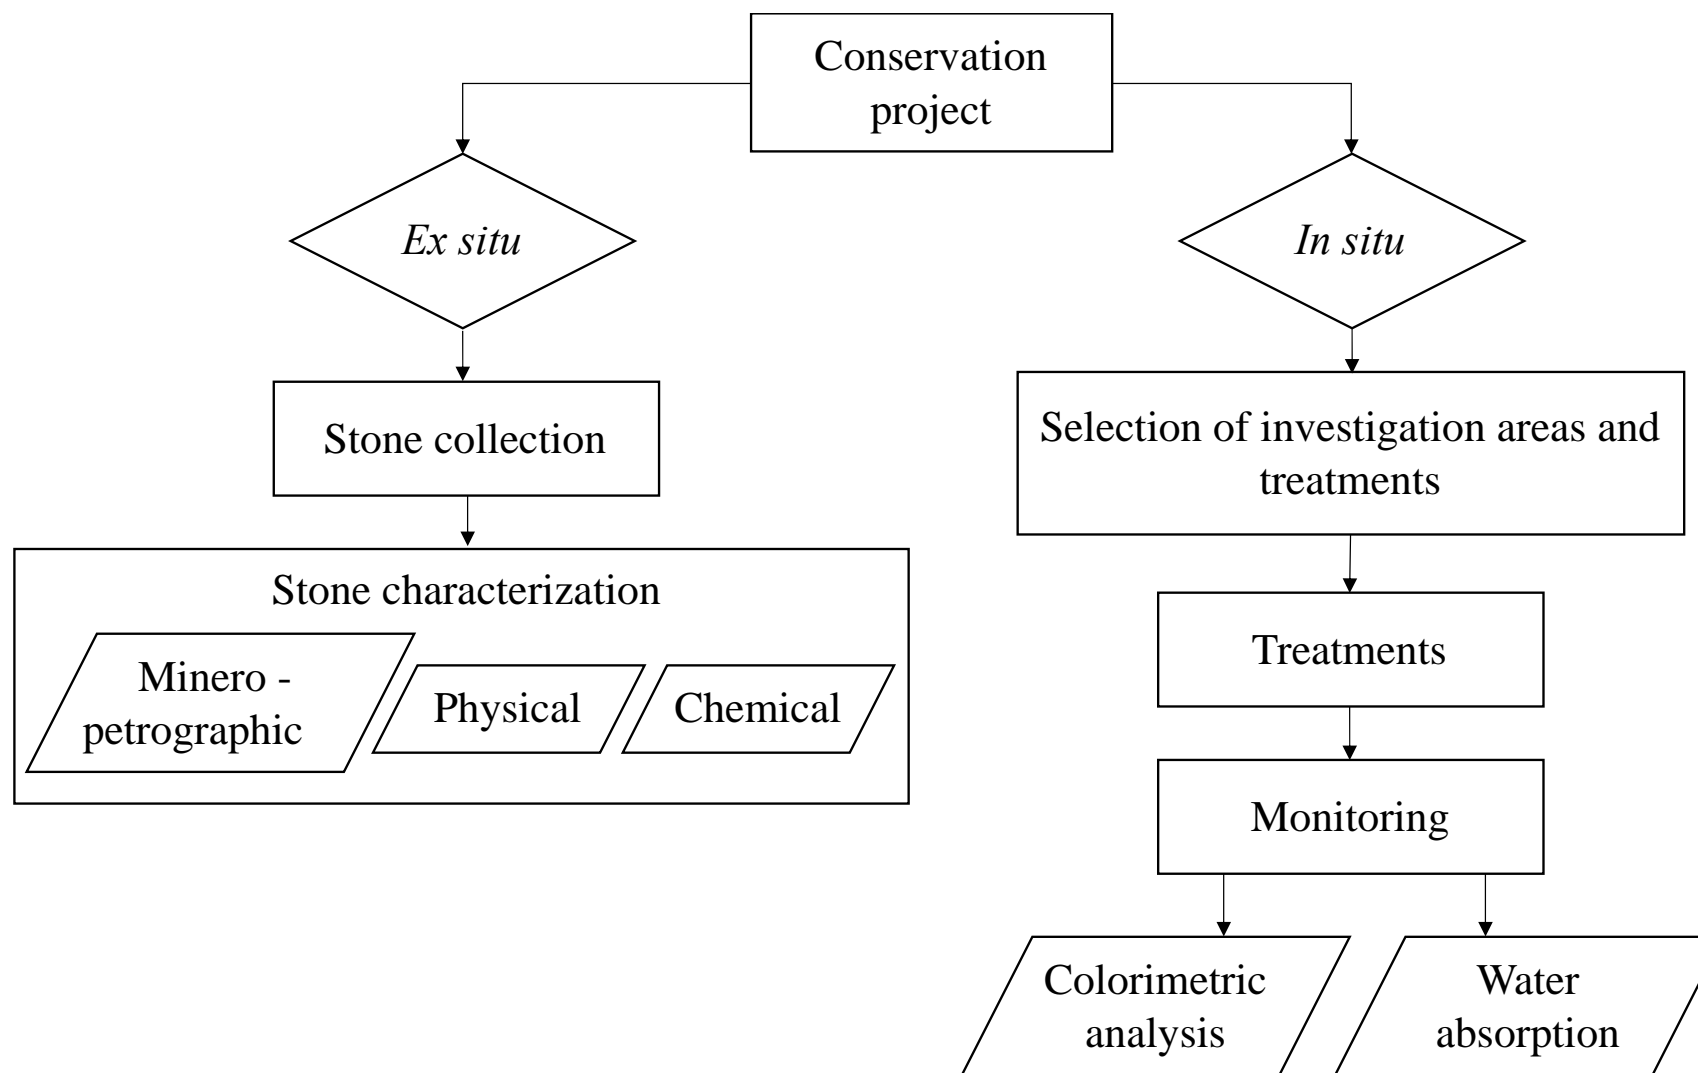 Conservation
project
Ex situ
In situ
Stone collection
Selection of investigation areas and
treatments
Stone characterization
Minero -
petrographic
Physical
Chemical
Treatments
Monitoring
Colorimetric
analysis
Water
absorption